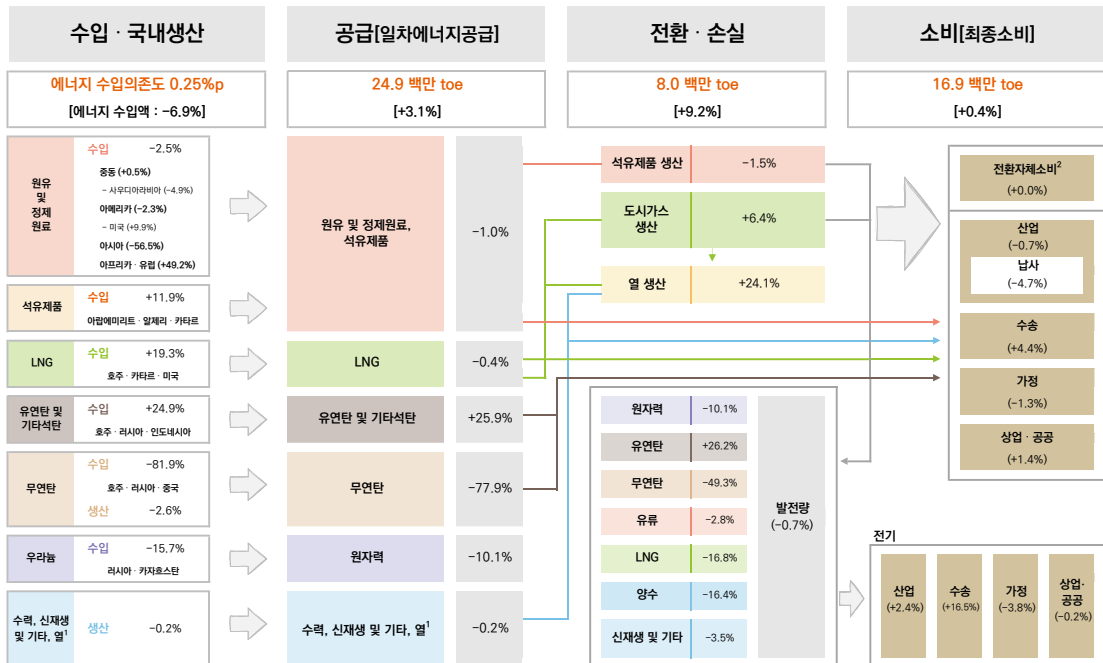 수입 · 국내생산
에너지 수입의존도 0.25%p
[에너지 수입액 : -6.9%]
원유
및
정제
원료
수입 -2.5%
중동 (+0.5%)
- 사우디아라비아 (-4.9%)
아메리카 (-2.3%)
- 미국 (+9.9%)
아시아 (-56.5%)
아프리카 · 유럽 (+49.2%)
석유제품
수입 +11.9%
아랍에미리트 · 알제리 · 카타르
LNG
수입 +19.3%
호주 · 카타르 · 미국
유연탄 및
기타석탄
수입 +24.9%
호주 · 러시아 · 인도네시아
무연탄
수입 -81.9%
호주 · 러시아 · 중국
생산 -2.6%
우라늄
수입 -15.7%
러시아 · 카자흐스탄
수력, 신재생
및 기타, 열1
생산 -0.2%
공급[일차에너지공급]
24.9 백만 toe
[+3.1%]
원유 및 정제원료,
석유제품
-1.0%
LNG -0.4%
유연탄 및 기타석탄 +25.9%
무연탄 -77.9%
원자력 -10.1%
수력, 신재생 및 기타, 열1 -0.2%
전환 · 손실
8.0 백만 toe
[+9.2%]
석유제품 생산 -1.5%
도시가스
생산
+6.4%
열 생산 +24.1%
원자력 -10.1%
유연탄 +26.2%
무연탄 -49.3%
유류 -2.8%
LNG -16.8%
양수 -16.4%
신재생 및 기타 -3.5%
발전량
(-0.7%)
소비[최종소비]
16.9 백만 toe
[+0.4%]
전환자체소비2
(+0.0%)
산업
(-0.7%)
납사
(-4.7%)
수송
(+4.4%)
가정
(-1.3%)
상업 · 공공
(+1.4%)
전기
산업
(+2.4%)
수송
(+16.5%)
가정
(-3.8%)
상업·
공공
(-0.2%)